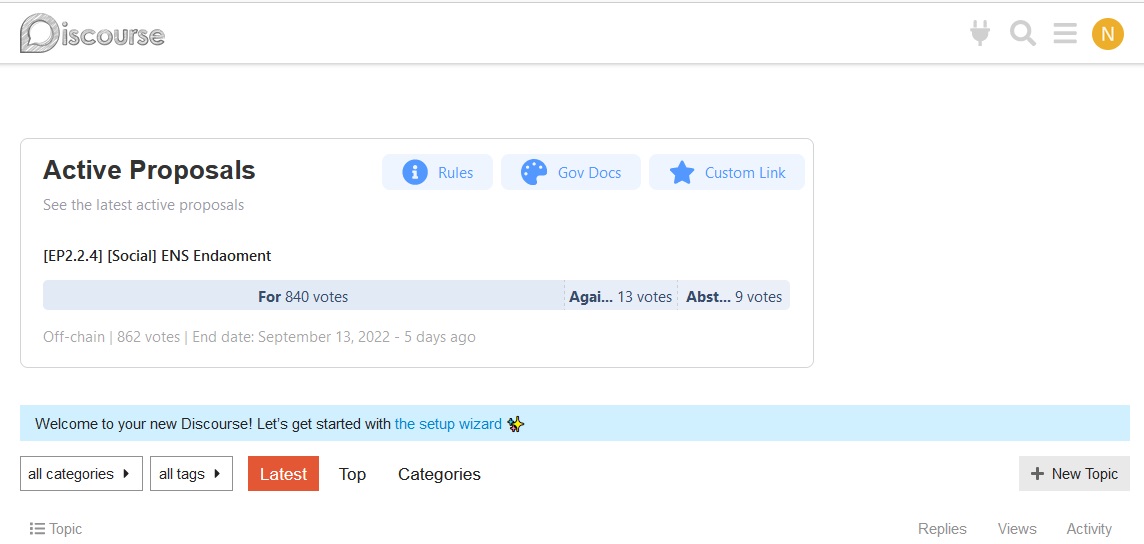 Discourse
N
Active Proposals
Rules
Gov Docs
Custom Link
See the latest active proposals
[EP2.2.4] [Social] ENS Endaoment
For 840 votes
Agai... 13 votes
Abst... 9 votes
Off-chain | 862 votes | End date: September 13, 2022 - 5 days ago
Welcome to your new Discourse! Let’s get started with the setup wizard ✨
all categories
all tags
Latest
Top
Categories
New Topic
Topic
Replies
Views
Activity